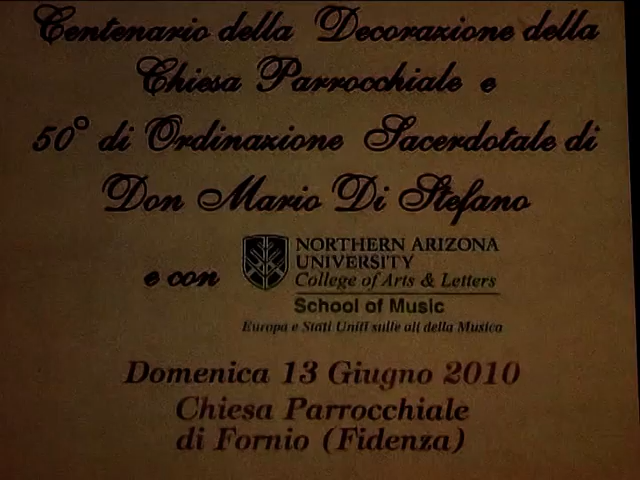 Centenario della Decorazione della
Chiesa Parrocchiale e
50° di Ordinazione Sacerdotale di
Don Mario Di Stefano
e con
NORTHERN ARIZONA
UNIVERSITY
College of Arts & Letters
School of Music
Europa e Stati Uniti sulle ali della Musica
Domenica 13 Giugno 2010
Chiesa Parrocchiale
di Fornio (Fidenza)